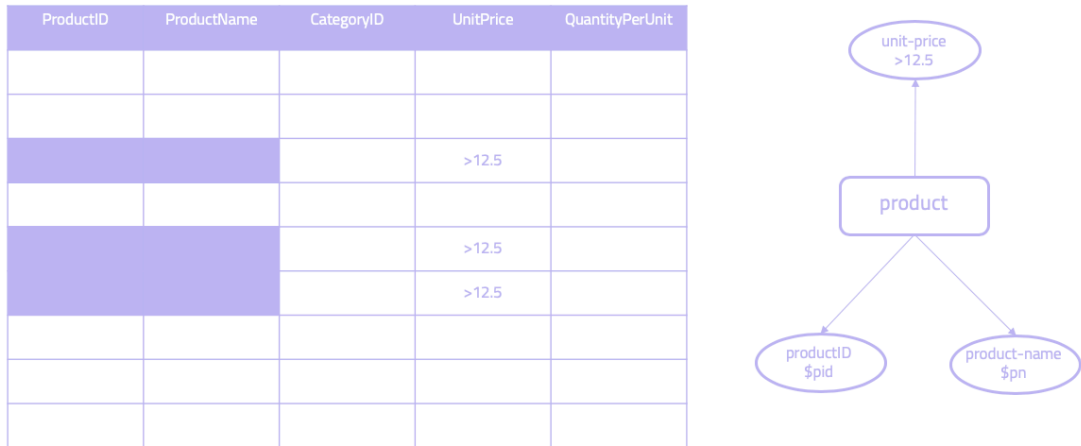 ProductID ProductName CategoryID UnitPrice QuantityPerUnit
>12.5
>12.5
>12.5
unit-price
>12.5
product
productID
$pid
product-name
$pn